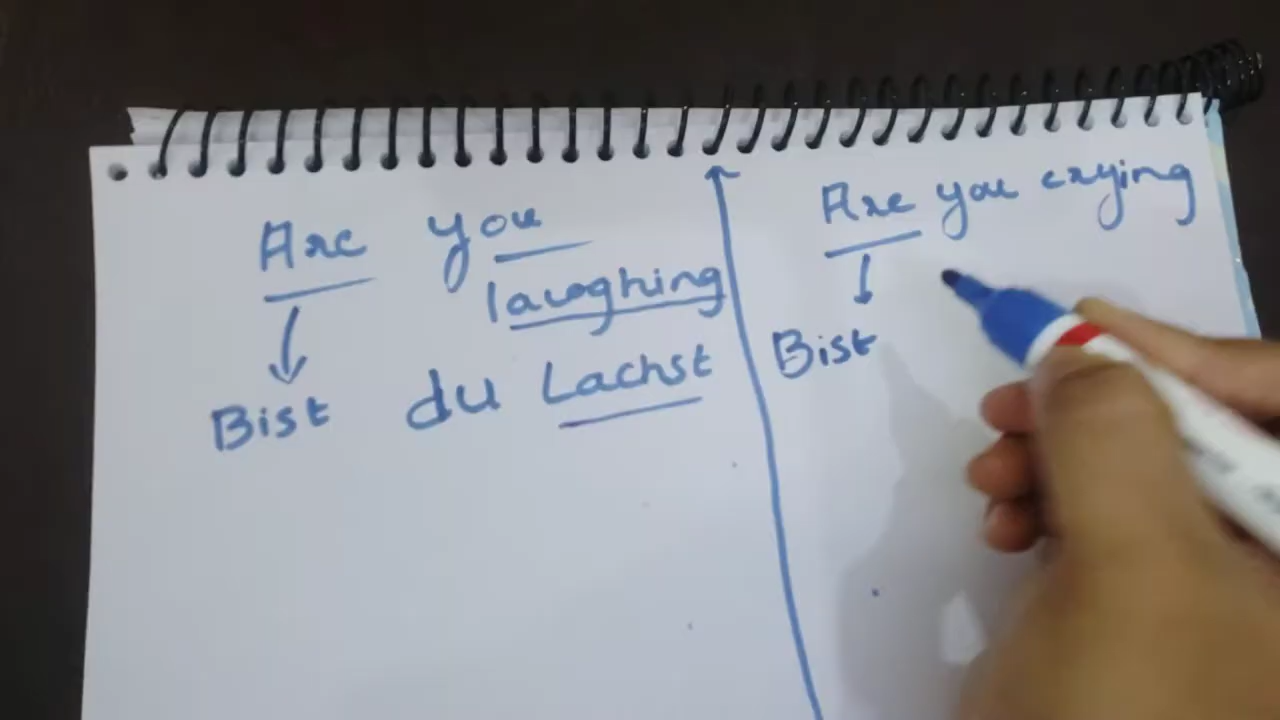 Are you
laughing
Bist du Lachst
Are you crying
Bist